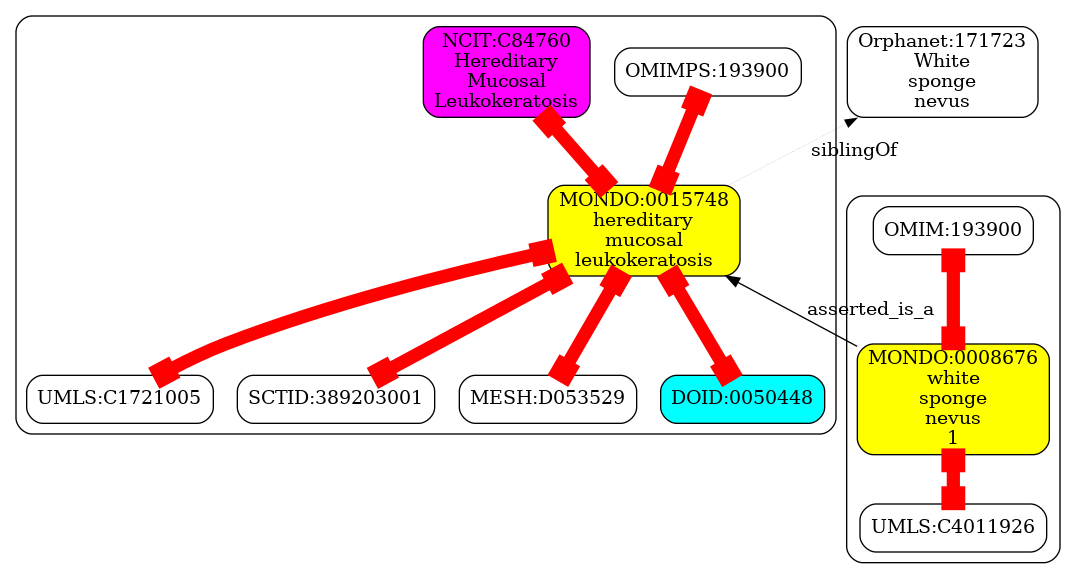 NCIT:C84760
Hereditary
Mucosal
Leukokeratosis
OMIMPS:193900
Orphanet:171723
White
sponge
nevus
siblingOf
MONDO:0015748
hereditary
mucosal
leukokeratosis
OMIM:193900
asserted_is_a
MONDO:0008676
white
sponge
nevus
1
UMLS:C1721005
SCTID:389203001
MESH:D053529
DOID:0050448
UMLS:C4011926